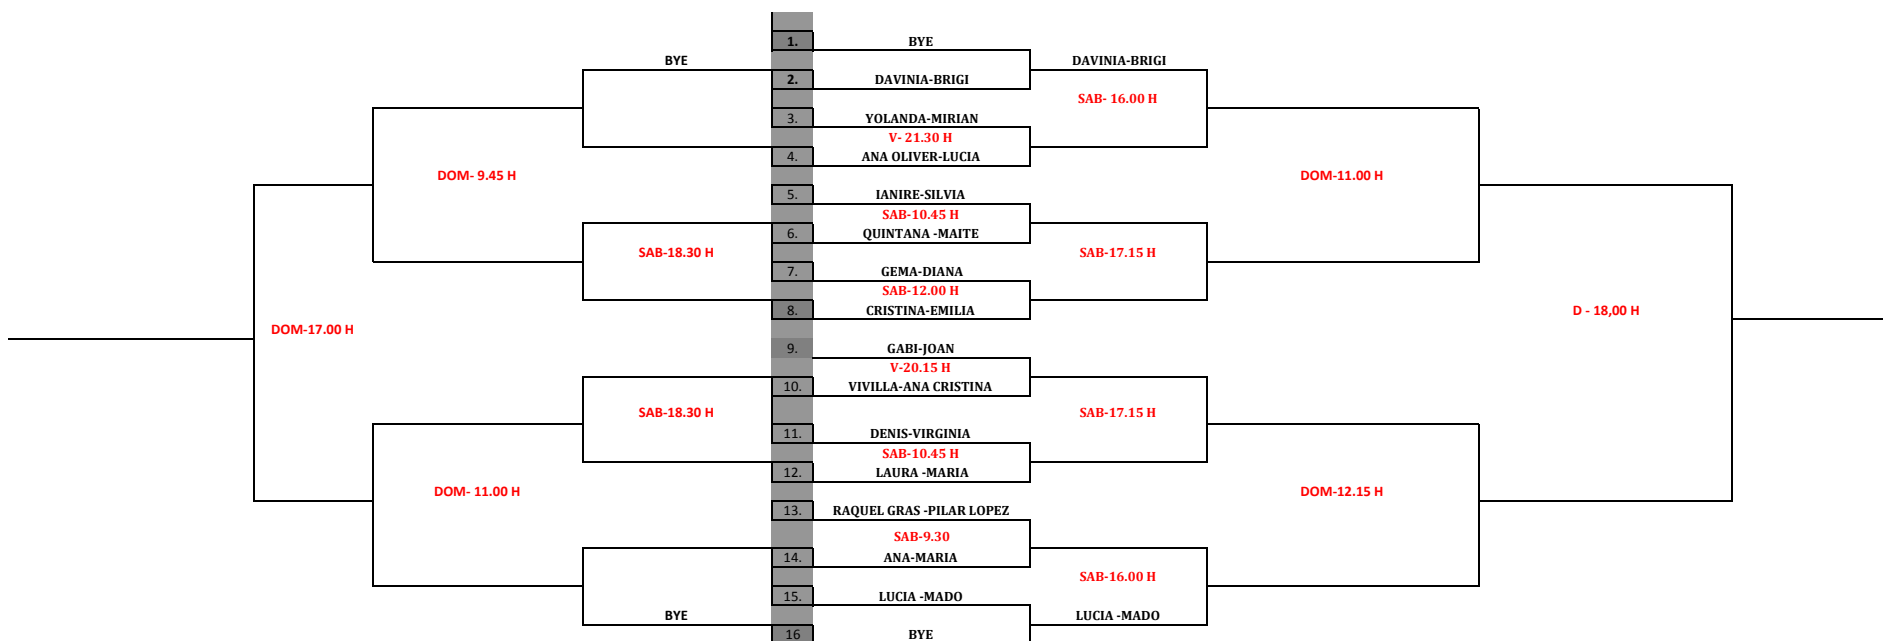 1. BYE
BYE DAVINIA-BRIGI
2. DAVINIA-BRIGI
SAB- 16.00 H
3. YOLANDA-MIRIAN
V- 21.30 H
4. ANA OLIVER-LUCIA
DOM- 9.45 H DOM-11.00 H
5. IANIRE-SILVIA
SAB-10.45 H
6. QUINTANA -MAITE
SAB-18.30 H SAB-17.15 H
7. GEMA-DIANA
SAB-12.00 H
8. CRISTINA-EMILIA D - 18,00 H
DOM-17.00 H
9. GABI-JOAN
V-20.15 H
10. VIVILLA-ANA CRISTINA
SAB-18.30 H SAB-17.15 H
11. DENIS-VIRGINIA
SAB-10.45 H
12. LAURA -MARIA
DOM- 11.00 H DOM-12.15 H
13. RAQUEL GRAS -PILAR LOPEZ
SAB-9.30
14. ANA-MARIA
SAB-16.00 H
15. LUCIA -MADO
BYE LUCIA -MADO
16 BYE